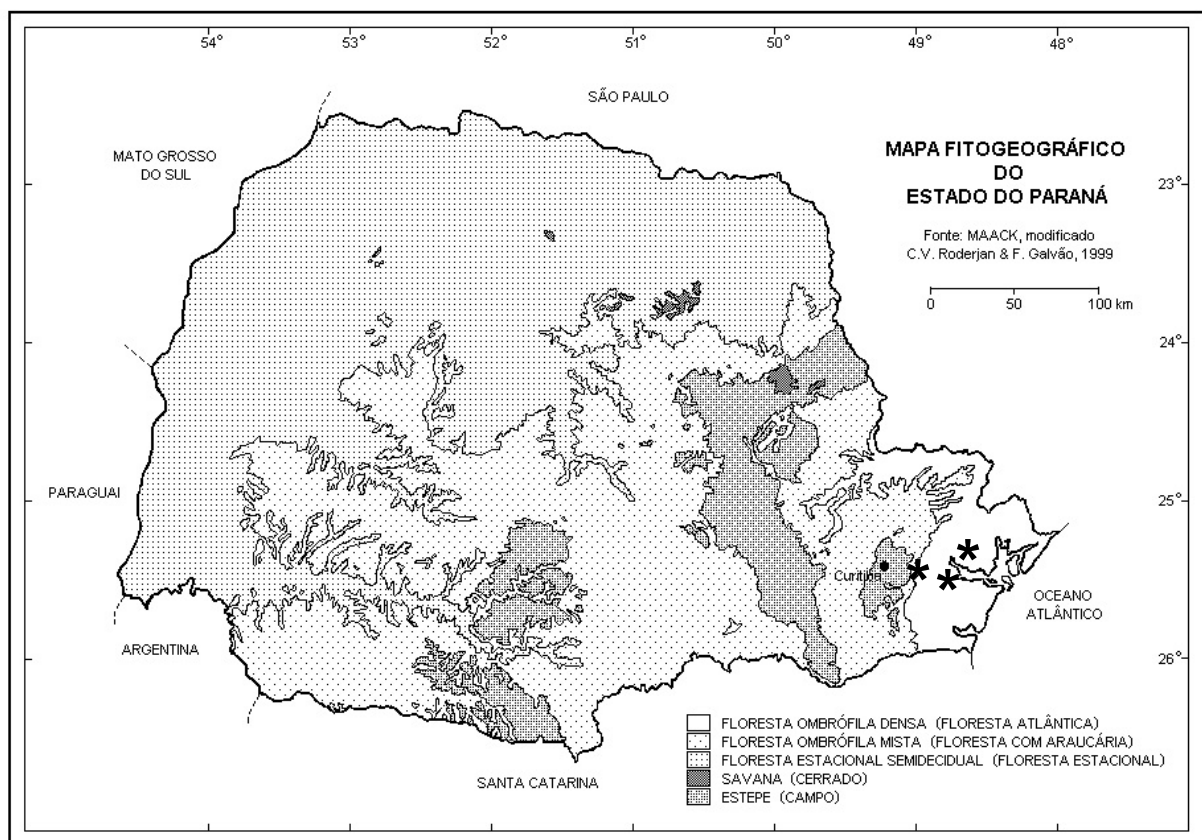 54° 53° 52° 51° 50° 49° 48°
SÃO PAULO
MATO GROSSO
DO SUL
MAPA FITOGEOGRÁFICO
DO
ESTADO DO PARANÁ
23°
Fonte: MAACK, modificado
C.V. Roderjan & F. Galvão, 1999
0 50 100 km
24°
PARAGUAI
25°
Curitiba
OCEANO
ATLÂNTICO
ARGENTINA
26°
SANTA CATARINA
FLORESTA OMBRÓFILA DENSA (FLORESTA ATLÂNTICA)
FLORESTA OMBRÓFILA MISTA (FLORESTA COM ARAUCÁRIA)
FLORESTA ESTACIONAL SEMIDECIDUAL (FLORESTA ESTACIONAL)
SAVANA (CERRADO)
ESTEPE (CAMPO)